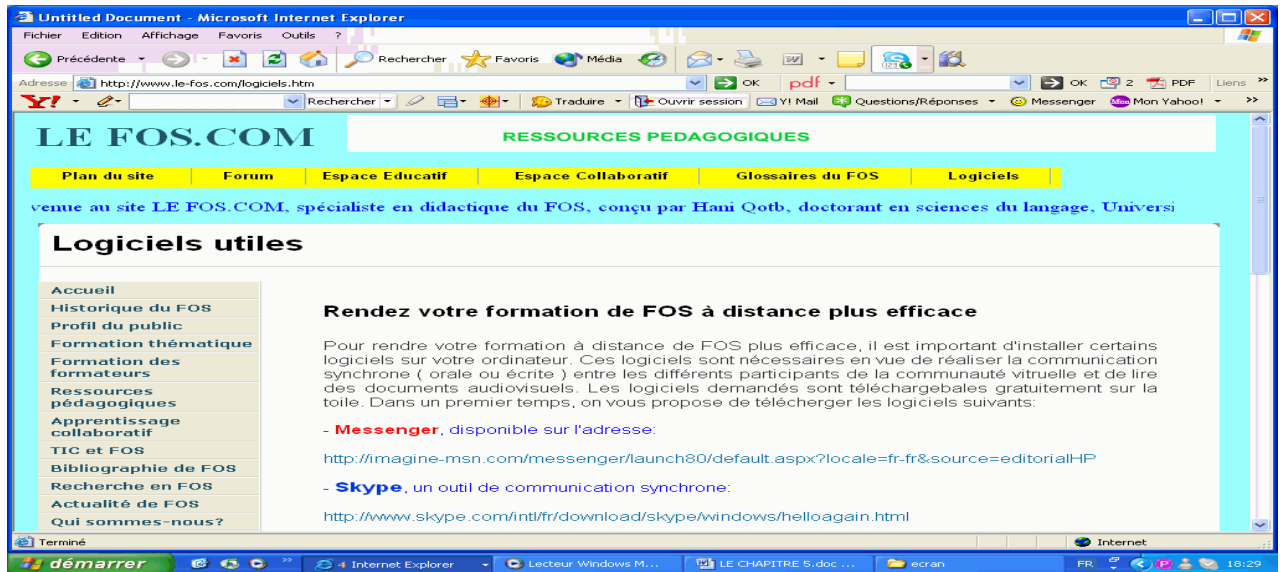 Untitled Document - Microsoft Internet Explorer
Fichier Edition Affichage Favoris Outils ?
Précédente Rechercher Favoris Média
Adresse http://www.le-fos.com/logiciels.htm OK pdf OK 2 PDF Liens
Y! Rechercher Traduire Ouvrir session Y! Mail Questions/Réponses Messenger Mon Yahoo!
LE FOS.COM RESSOURCES PEDAGOGIQUES
Plan du site Forum Espace Educatif Espace Collaboratif Glossaires du FOS Logiciels
venue au site LE FOS.COM, spécialiste en didactique du FOS, conçu par Hani Qotb, doctorant en sciences du langage, Universi
Logiciels utiles
Accueil
Historique du FOS
Profil du public
Formation thématique
Formation des
formateurs
Ressources
pédagogiques
Apprentissage
collaboratif
TIC et FOS
Bibliographie de FOS
Recherche en FOS
Actualité de FOS
Qui sommes-nous?
Rendez votre formation de FOS à distance plus efficace
Pour rendre votre formation à distance de FOS plus efficace, il est important d'installer certains
logiciels sur votre ordinateur. Ces logiciels sont nécessaires en vue de réaliser la communication
synchrone ( orale ou écrite ) entre les différents participants de la communauté vitruelle et de lire
des documents audiovisuels. Les logiciels demandés sont téléchargebales gratuitement sur la
toile. Dans un premier temps, on vous propose de télécherger les logiciels suivants:
- Messenger, disponible sur l'adresse:
http://imagine-msn.com/messenger/launch80/default.aspx?locale=fr-fr&source=editorialHP
- Skype, un outil de communication synchrone:
http://www.skype.com/intl/fr/download/skype/windows/helloagain.html
Terminé Internet
démarrer 4 Internet Explorer Lecteur Windows M... LE CHAPITRE 5.doc ... ecran FR 18:29